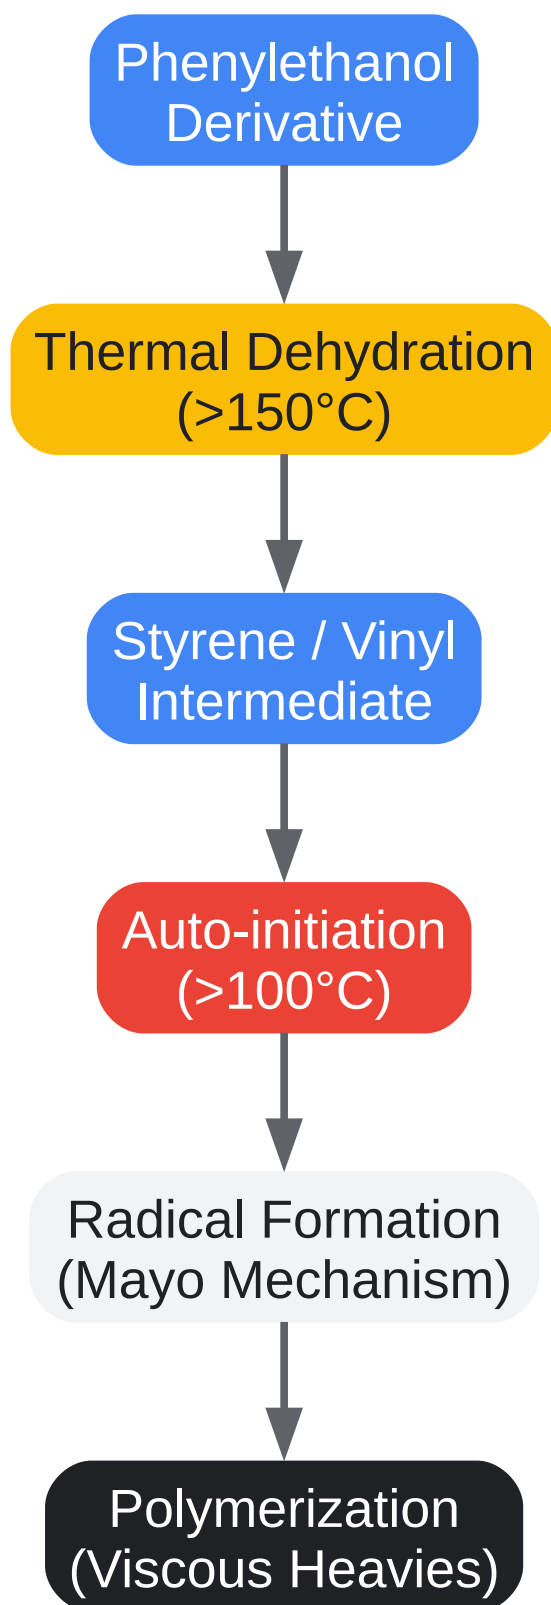 Phenylethanol
Derivative
Thermal Dehydration
(>150°C)
Styrene / Vinyl
Intermediate
Auto-initiation
(>100°C)
Radical Formation
(Mayo Mechanism)
Polymerization
(Viscous Heavies)